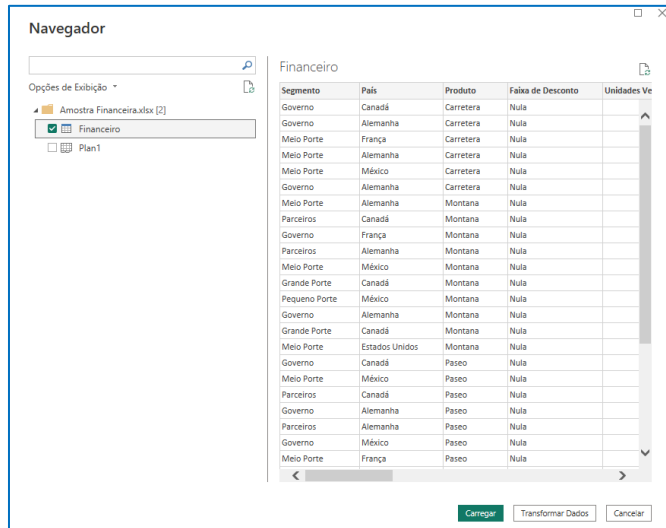 Navegador
Opções de Exibição
Amostra Financeira.xlsx [2]
Financeiro
Plan1
Financeiro
Segmento País Produto Faixa de Desconto Unidades Ve
Governo Canadá Carretera Nula
Governo Alemanha Carretera Nula
Meio Porte França Carretera Nula
Meio Porte Alemanha Carretera Nula
Meio Porte México Carretera Nula
Governo Alemanha Carretera Nula
Meio Porte Alemanha Montana Nula
Parceiros Canadá Montana Nula
Governo França Montana Nula
Parceiros Alemanha Montana Nula
Meio Porte México Montana Nula
Grande Porte Canadá Montana Nula
Pequeno Porte México Montana Nula
Governo Alemanha Montana Nula
Grande Porte Canadá Montana Nula
Meio Porte Estados Unidos Montana Nula
Governo Canadá Paseo Nula
Meio Porte México Paseo Nula
Parceiros Canadá Paseo Nula
Governo Alemanha Paseo Nula
Parceiros Alemanha Paseo Nula
Governo México Paseo Nula
Meio Porte França Paseo Nula
Carregar Transformar Dados Cancelar